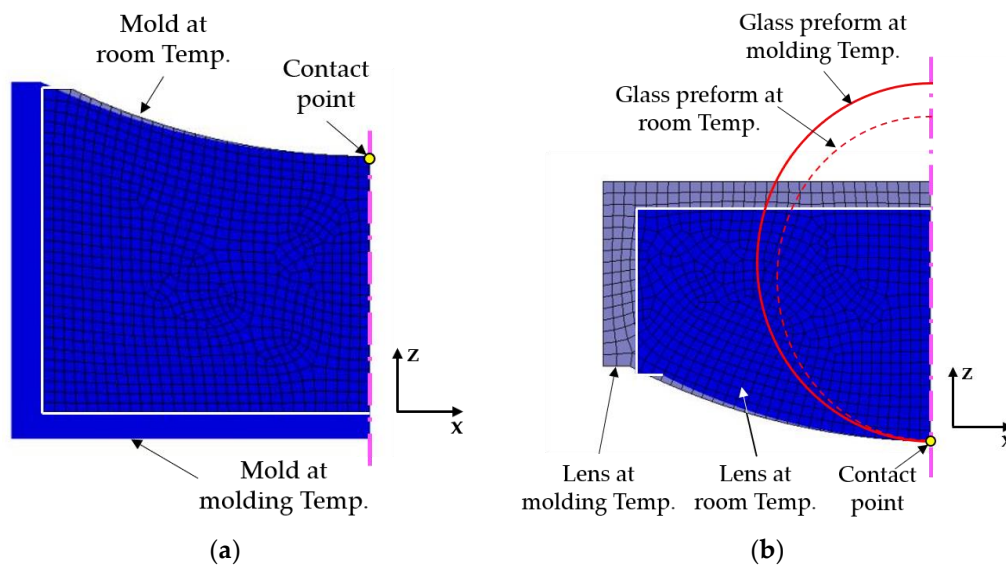 Mold at
room Temp.
Contact
point
z
x
Mold at
molding Temp.
(a)
Glass preform at
molding Temp.
Glass preform at
room Temp.
z
x
Lens at
molding Temp.
Lens at
room Temp.
Contact
point
(b)